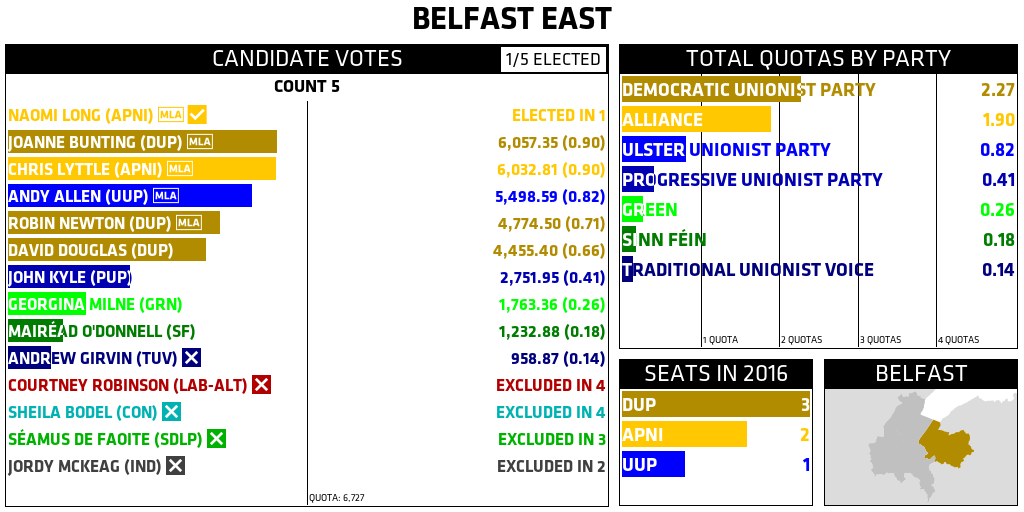 BELFAST EAST
CANDIDATE VOTES
1/5 ELECTED
COUNT 5
NAOMI LONG (APNI) MLA ELECTED IN 1
JOANNE BUNTING (DUP) MLA 6,057.35 (0.90)
CHRIS LYTTLE (APNI) MLA 6,032.81 (0.90)
ANDY ALLEN (UUP) MLA 5,498.59 (0.82)
ROBIN NEWTON (DUP) MLA 4,774.50 (0.71)
DAVID DOUGLAS (DUP) 4,455.40 (0.66)
JOHN KYLE (PUP) 2,751.95 (0.41)
GEORGINA MILNE (GRN) 1,763.36 (0.26)
MAIRÉAD O'DONNELL (SF) 1,232.88 (0.18)
ANDREW GIRVIN (TUV) 958.87 (0.14)
COURTNEY ROBINSON (LAB-ALT) EXCLUDED IN 4
SHEILA BODEL (CON) EXCLUDED IN 4
SÉAMUS DE FAOITE (SDLP) EXCLUDED IN 3
JORDY MCKEAG (IND) EXCLUDED IN 2
QUOTA: 6,727
TOTAL QUOTAS BY PARTY
DEMOCRATIC UNIONIST PARTY 2.27
ALLIANCE 1.90
ULSTER UNIONIST PARTY 0.82
PROGRESSIVE UNIONIST PARTY 0.41
GREEN 0.26
SINN FÉIN 0.18
TRADITIONAL UNIONIST VOICE 0.14
1 QUOTA 2 QUOTAS 3 QUOTAS 4 QUOTAS
SEATS IN 2016
DUP 3
APNI 2
UUP 1
BELFAST